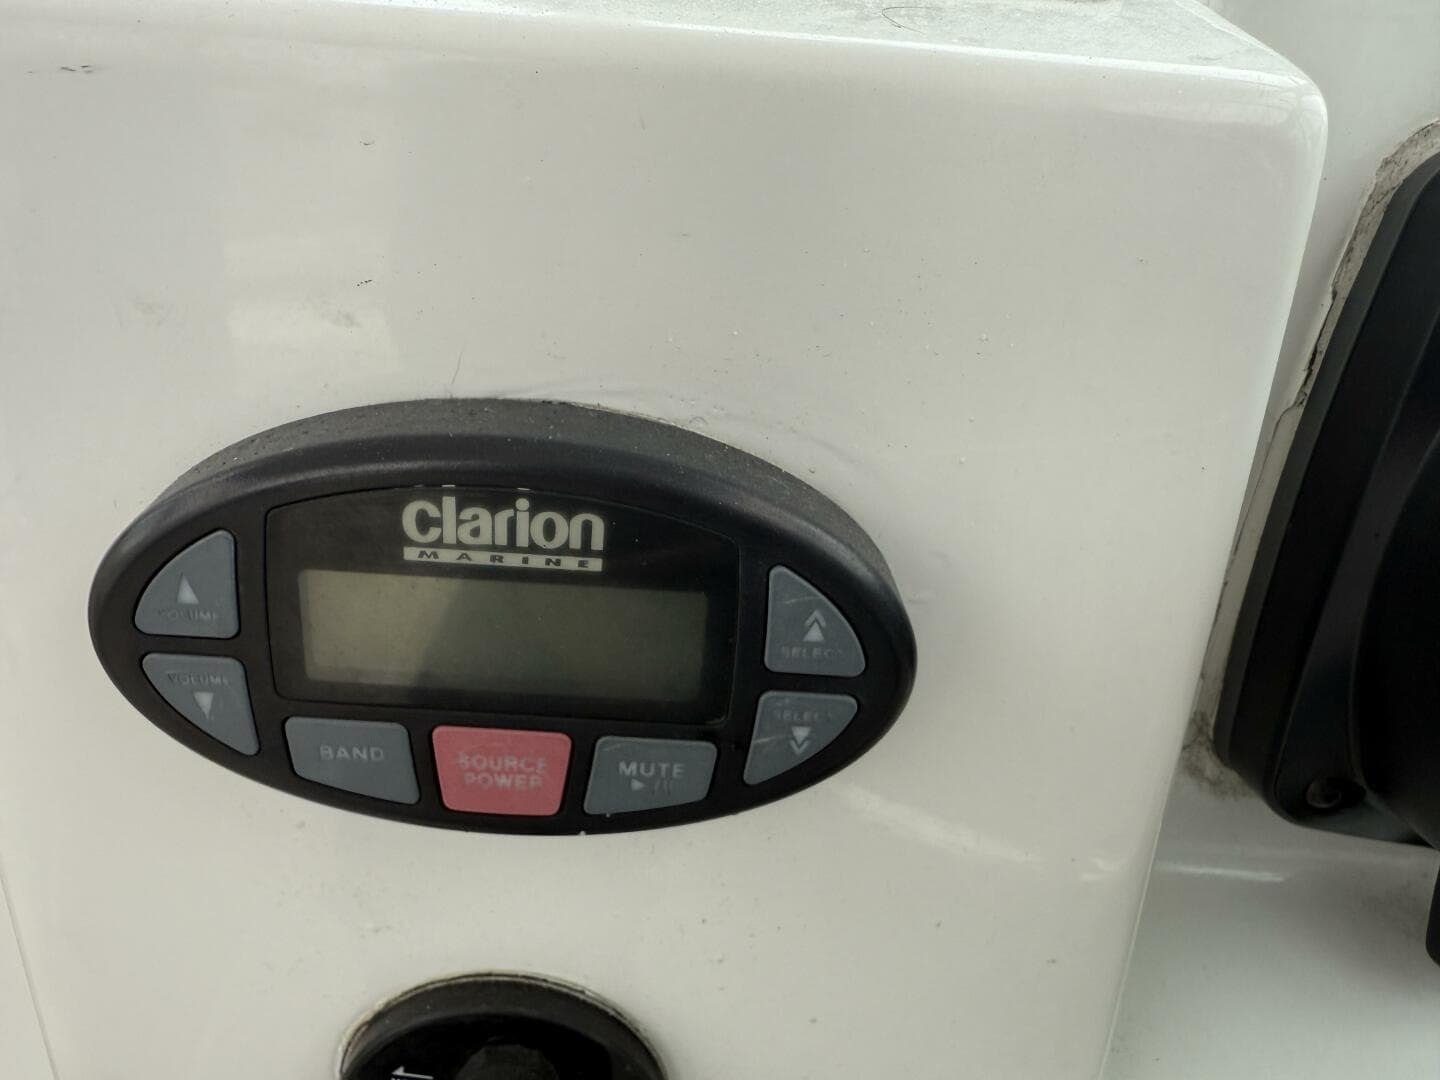 clarion
MARINE
VOLUME
SELECT
VOLUME
SELECT
BAND
SOURCE
POWER
MUTE